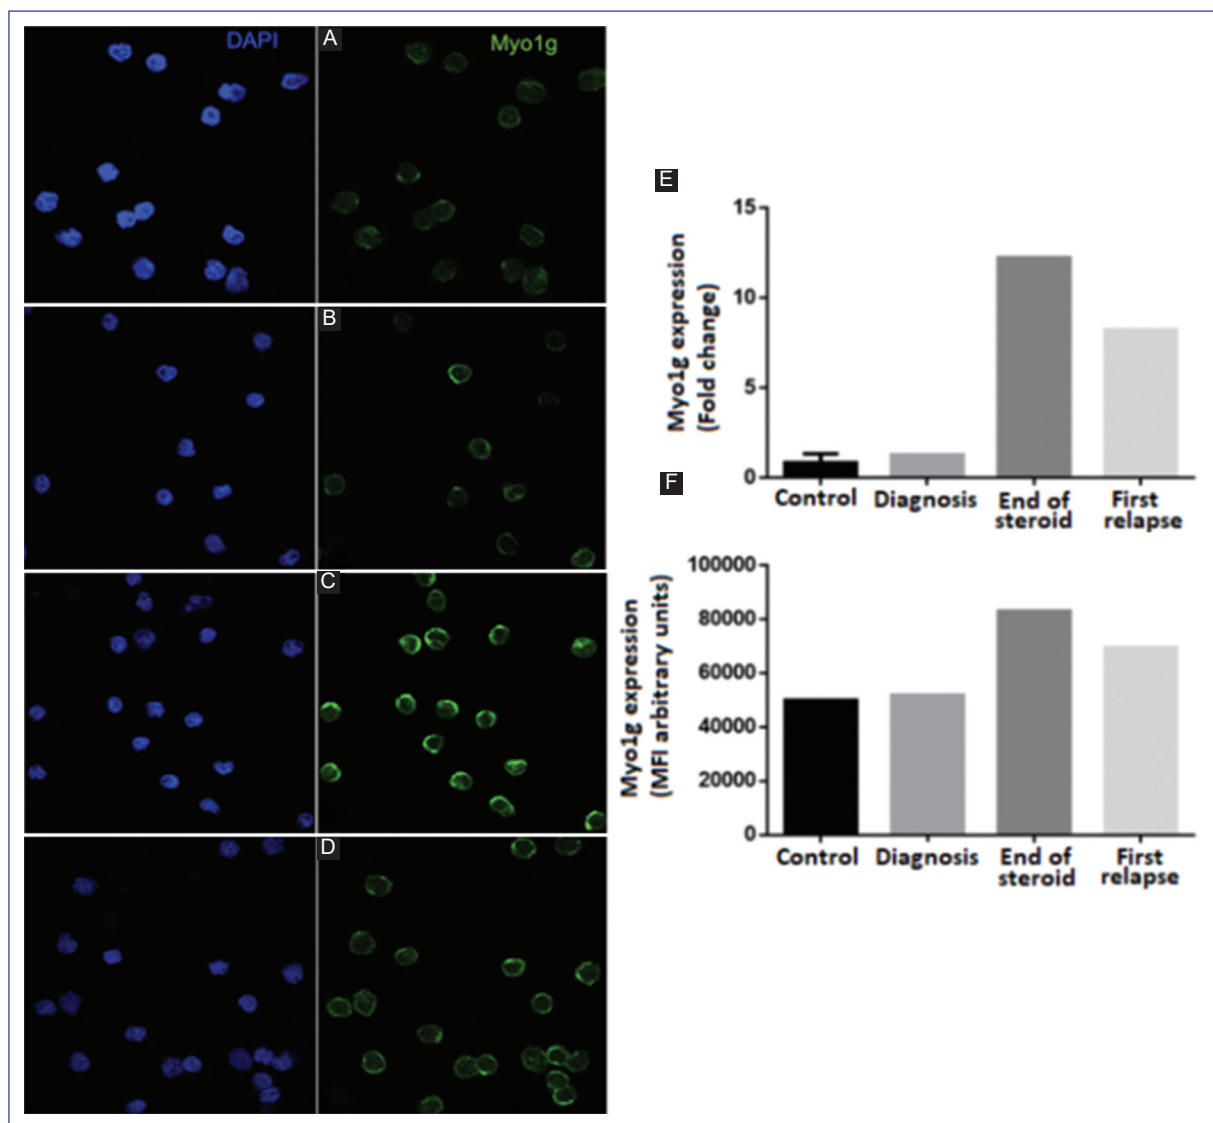 DAPI
A
Myo1g
B
C
D
E
Myo1g expression
(Fold change)
15
10
5
0
Control
Diagnosis
End of
steroid
First
relapse
F
Myo1g expression
(MFI arbitrary units)
100000
80000
60000
40000
20000
0
Control
Diagnosis
End of
steroid
First
relapse